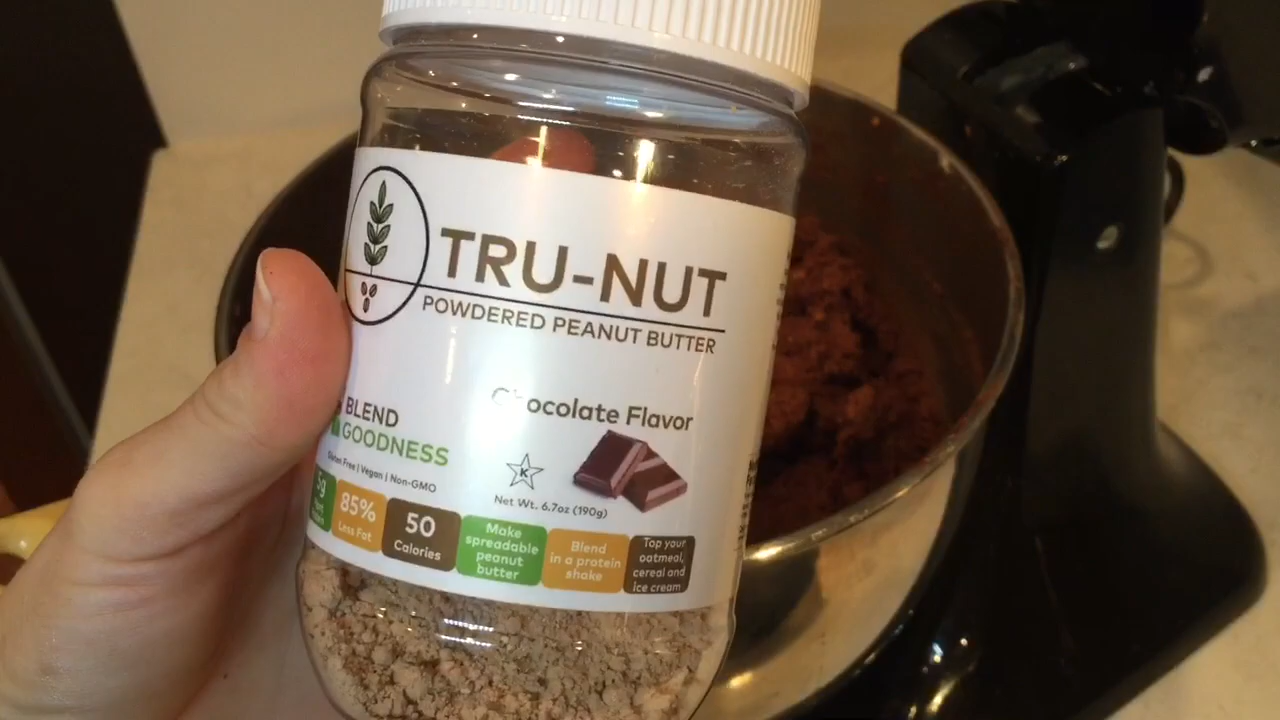 TRU-NUT
POWDERED PEANUT BUTTER
Chocolate Flavor
BLEND
GOODNESS
Gluten Free | Vegan | Non-GMO
K
Net Wt. 6.7oz (190g)
5g
85%
Less Fat
50
Calories
Make
spreadable
peanut
butter
Blend
in a protein
shake
Top your
oatmeal,
cereal and
ice cream